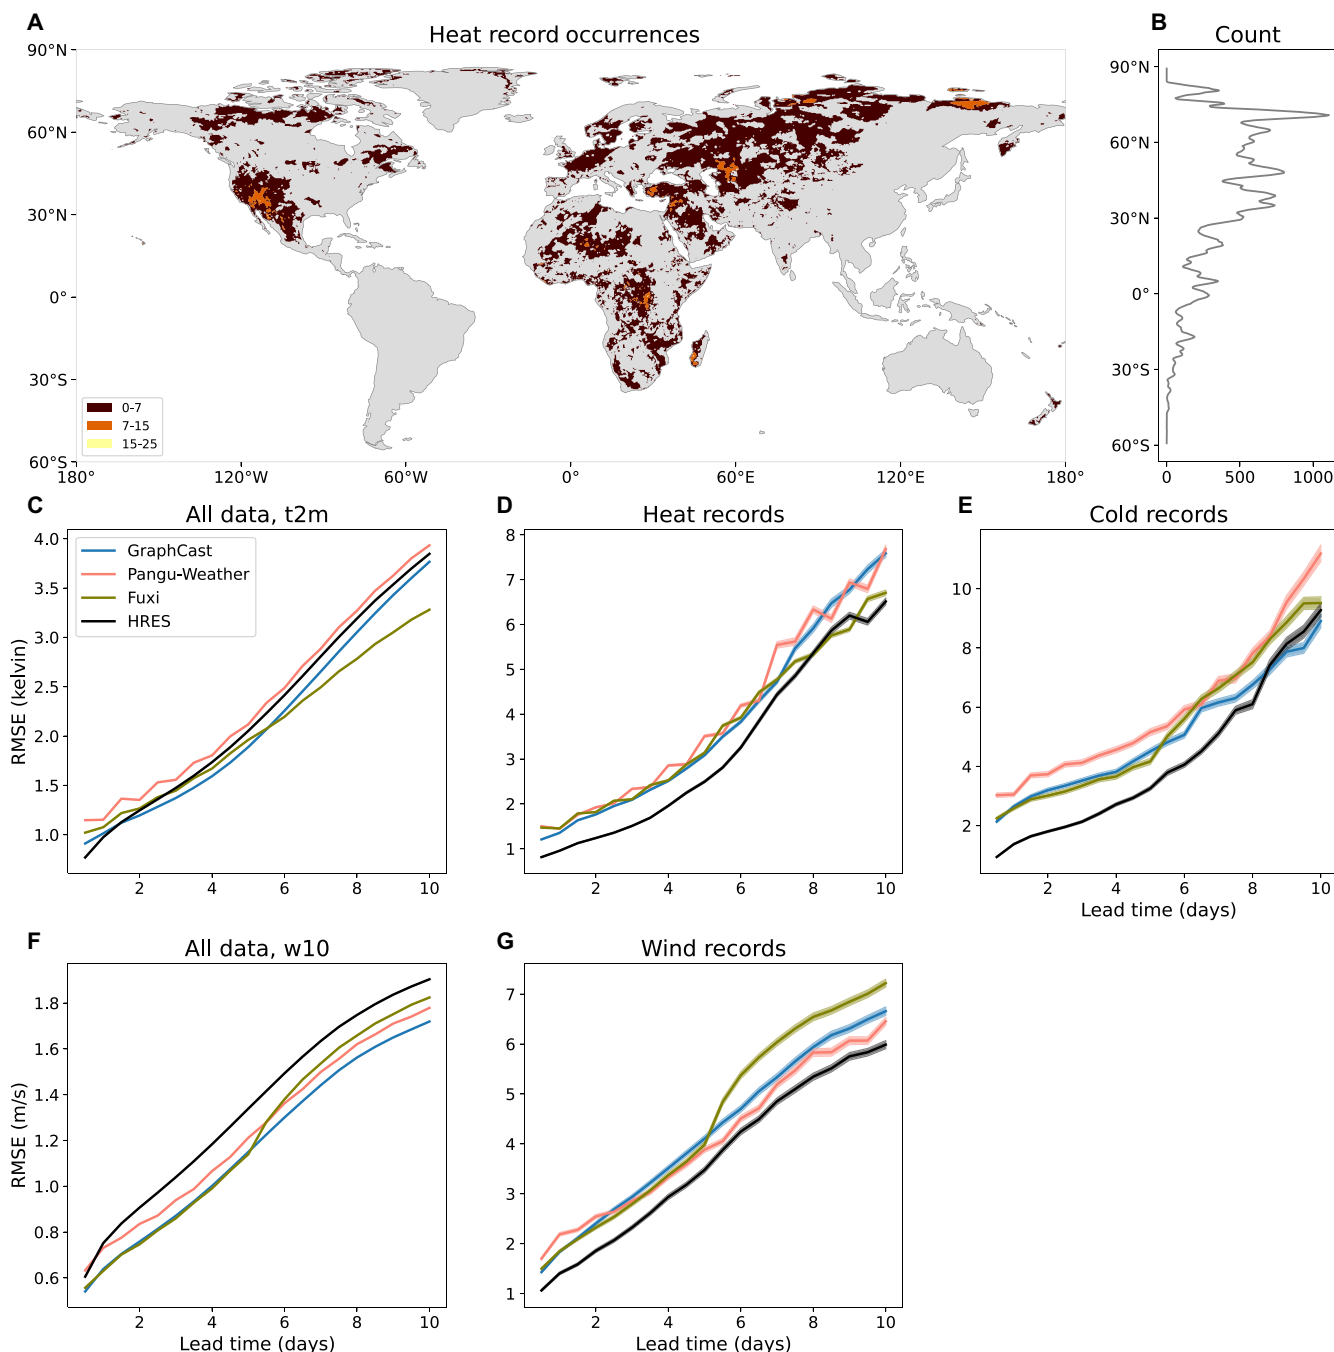 A
Heat record occurrences
90°N
60°N
30°N
0°
30°S
60°S
180°
120°W
60°W
0°
60°E
120°E
180°
0-7
7-15
15-25
B
Count
90°N
60°N
30°N
0°
30°S
60°S
0
500
1000
C
All data, t2m
RMSE (kelvin)
4.0
3.5
3.0
2.5
2.0
1.5
1.0
GraphCast
Pangu-Weather
Fuxi
HRES
2 4 6 8 10
D
Heat records
8
7
6
5
4
3
2
1
2 4 6 8 10
E
Cold records
10
8
6
4
2
2 4 6 8 10
Lead time (days)
F
All data, w10
RMSE (m/s)
1.8
1.6
1.4
1.2
1.0
0.8
0.6
2 4 6 8 10
Lead time (days)
G
Wind records
7
6
5
4
3
2
1
2 4 6 8 10
Lead time (days)